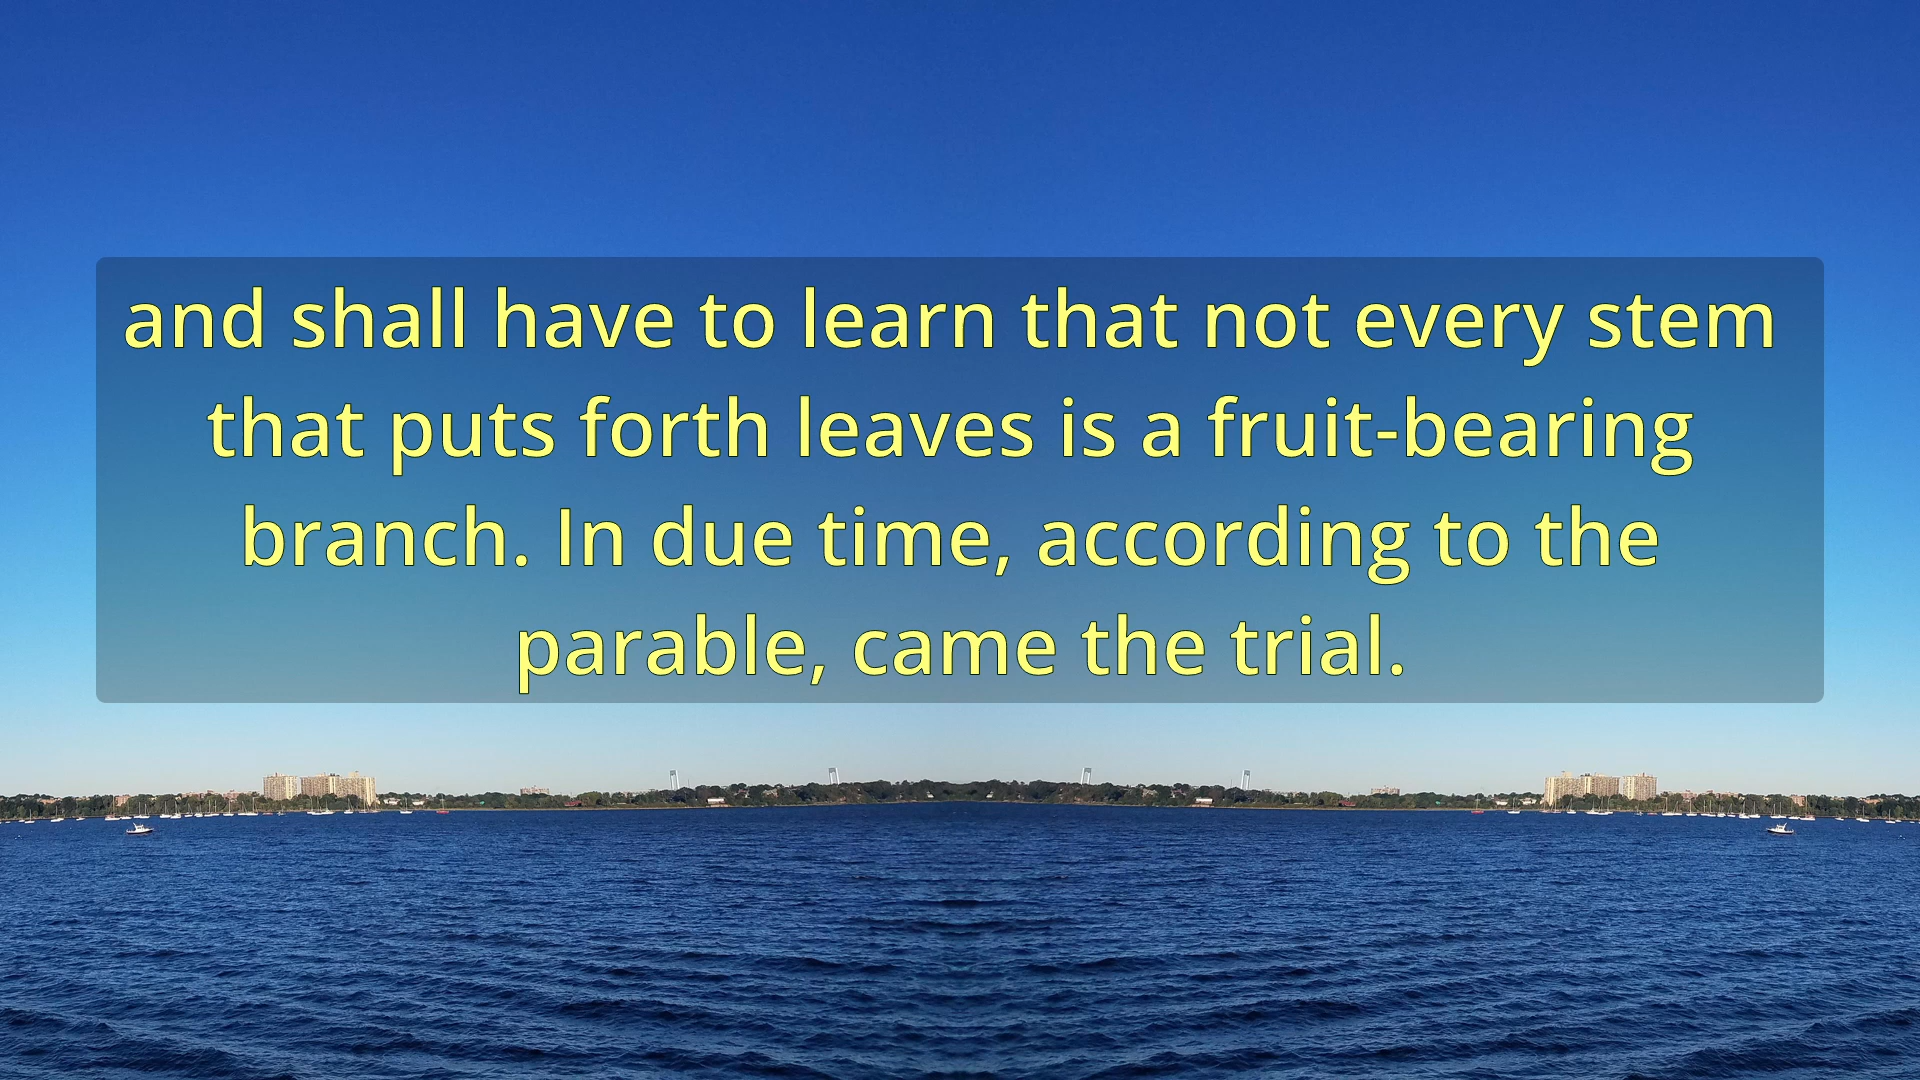 and shall have to learn that not every stem
that puts forth leaves is a fruit-bearing
branch. In due time, according to the
parable, came the trial.